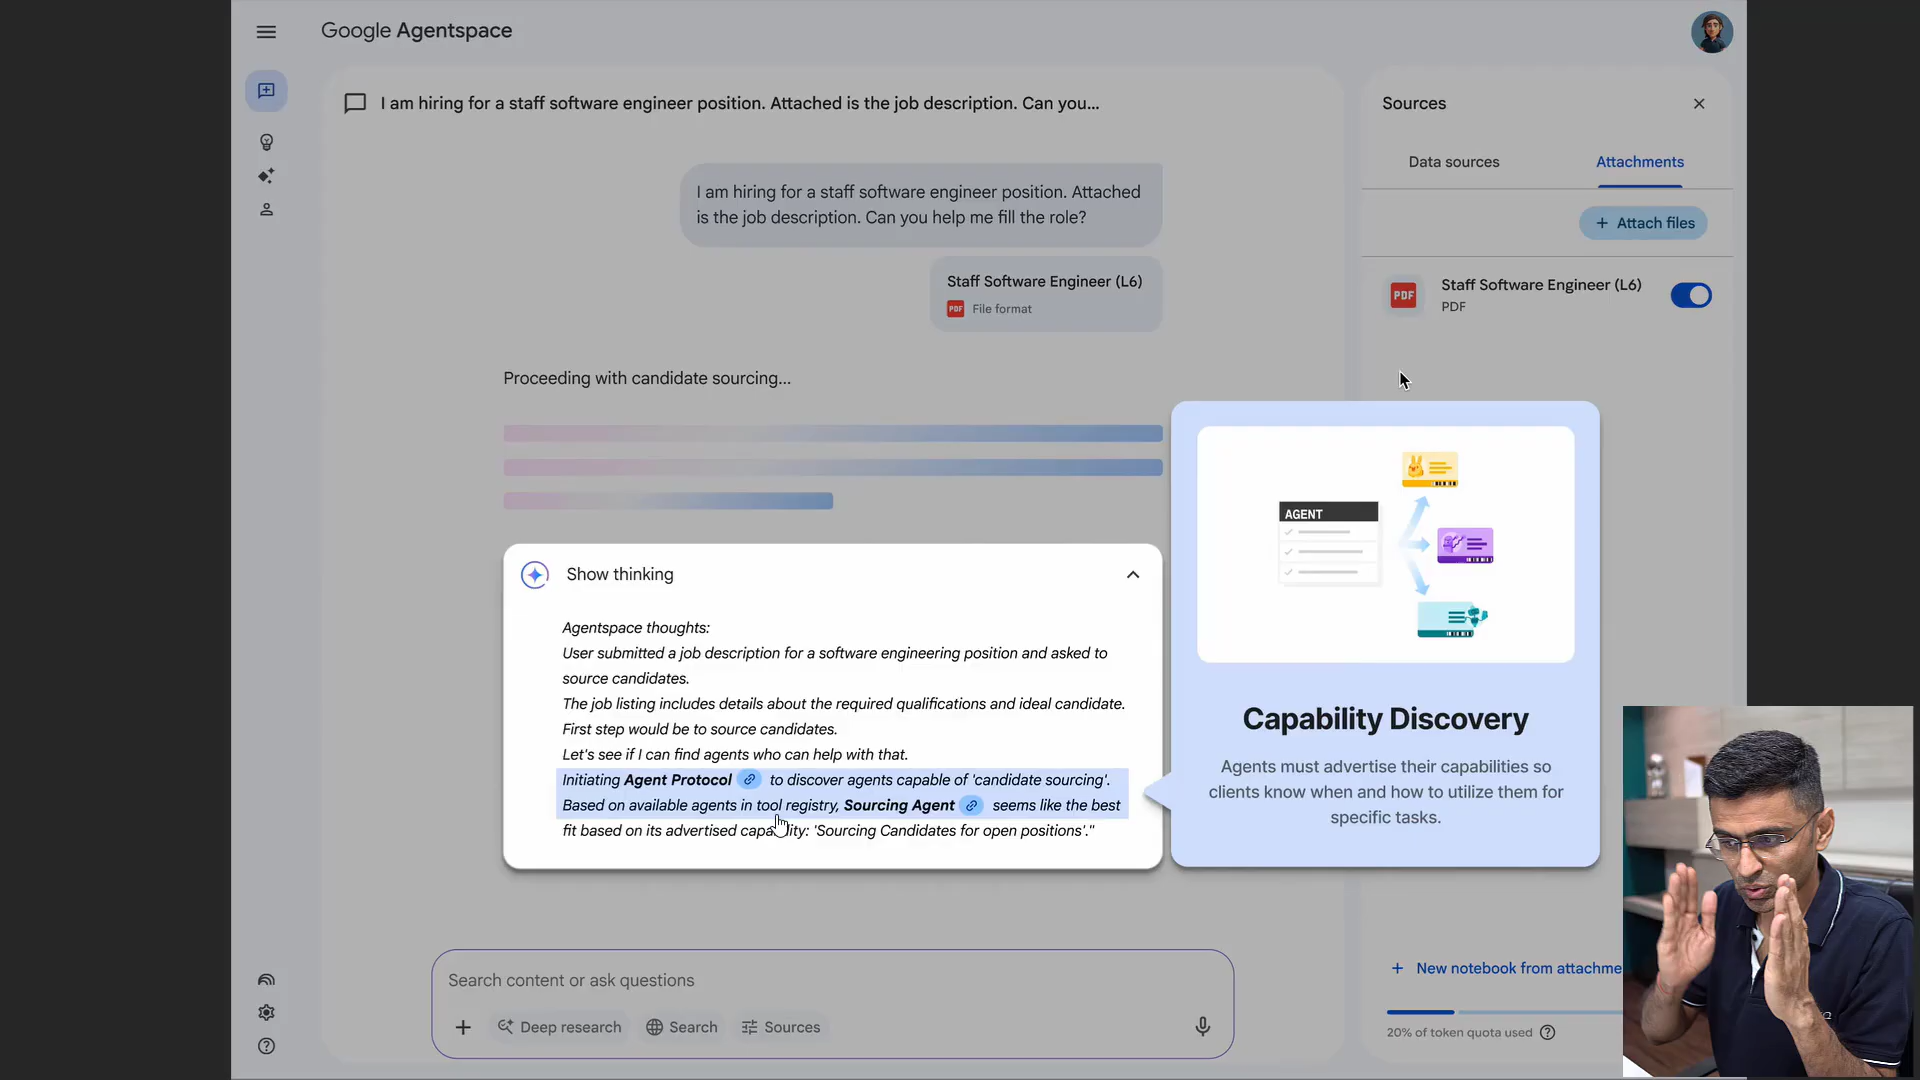 Google Agentspace
I am hiring for a staff software engineer position. Attached is the job description. Can you...
I am hiring for a staff software engineer position. Attached
is the job description. Can you help me fill the role?
Staff Software Engineer (L6)
PDF File format
Proceeding with candidate sourcing...
Show thinking
Agentspace thoughts:
User submitted a job description for a software engineering position and asked to
source candidates.
The job listing includes details about the required qualifications and ideal candidate.
First step would be to source candidates.
Let's see if I can find agents who can help with that.
Initiating Agent Protocol to discover agents capable of 'candidate sourcing'.
Based on available agents in tool registry, Sourcing Agent seems like the best
fit based on its advertised capability: 'Sourcing Candidates for open positions'."
Search content or ask questions
Deep research
Search
Sources
Sources
Data sources
Attachments
+ Attach files
PDF
Staff Software Engineer (L6)
PDF
AGENT
Capability Discovery
Agents must advertise their capabilities so
clients know when and how to utilize them for
specific tasks.
+ New notebook from attachme
20% of token quota used